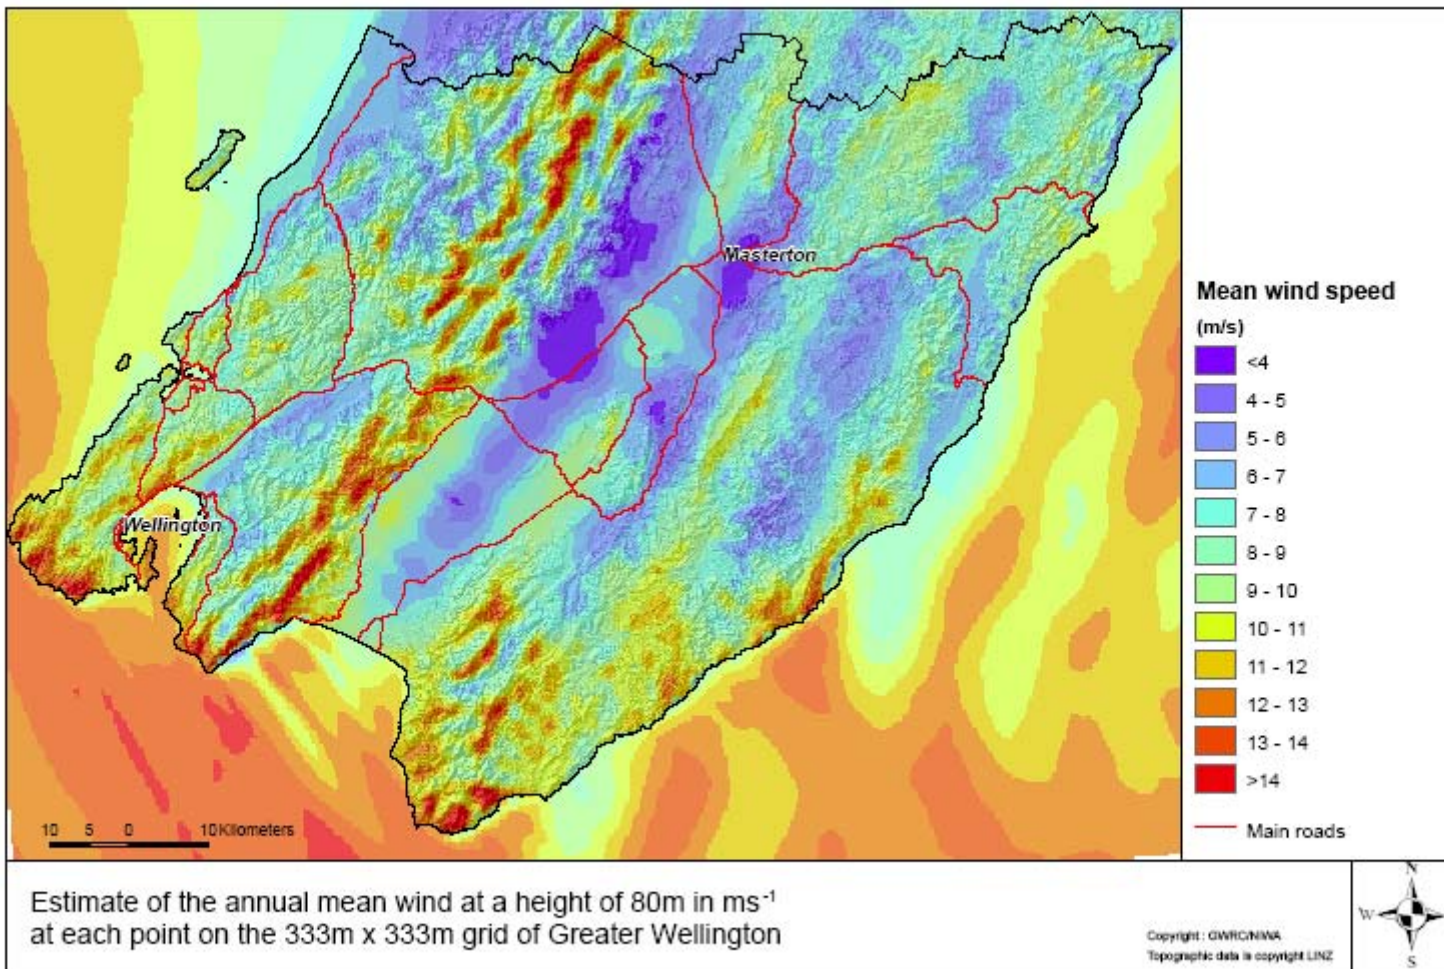 Masterton
Wellington
10 5 0 10 Kilometers
Mean wind speed
(m/s)
<4
4 - 5
5 - 6
6 - 7
7 - 8
8 - 9
9 - 10
10 - 11
11 - 12
12 - 13
13 - 14
>14
Main roads
Estimate of the annual mean wind at a height of 80m in ms⁻¹
at each point on the 333m x 333m grid of Greater Wellington
Copyright : GWRC/NIWA
Topographic data is copyright LINZ
N
W E
S